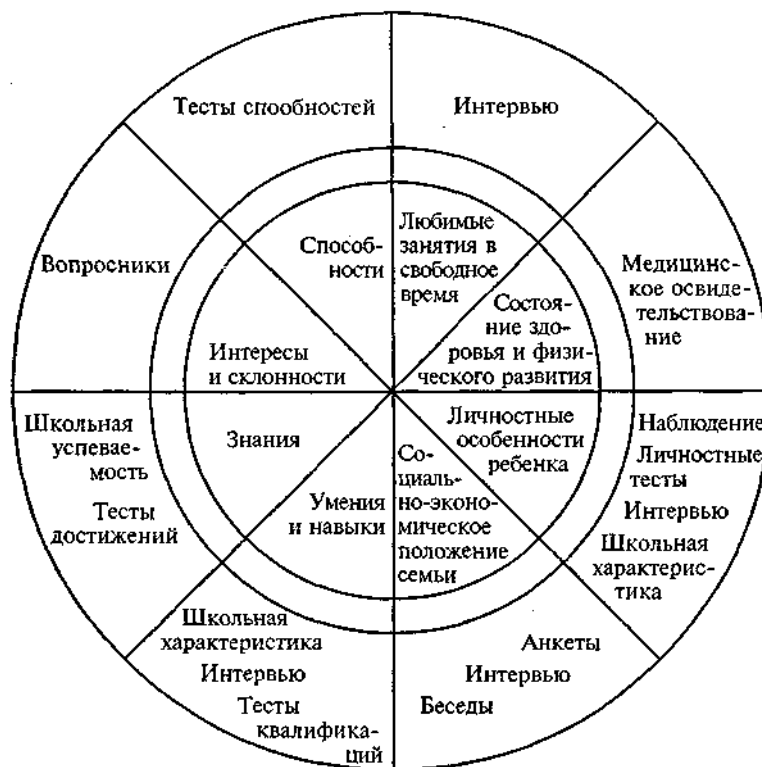 Тесты спообностей
Интервью
Вопросники
Способ-
ности
Любимые
занятия в
свободное
время
Медицинс-
кое освиде-
тельствова-
ние
Состоя-
ние здо-
ровья и физи-
ческого развития
Интересы
и склонности
Школьная
успевае-
мость
Тесты
достижений
Знания
Умения
и навыки
Со-
циаль-
но-эконо-
мическое
положение
семьи
Личностные
особенности
ребенка
Наблюдение
Личностные
тесты
Интервью
Школьная
характерис-
тика
Школьная
характеристика
Интервью
Тесты
квалифика-
ций
Анкеты
Интервью
Беседы